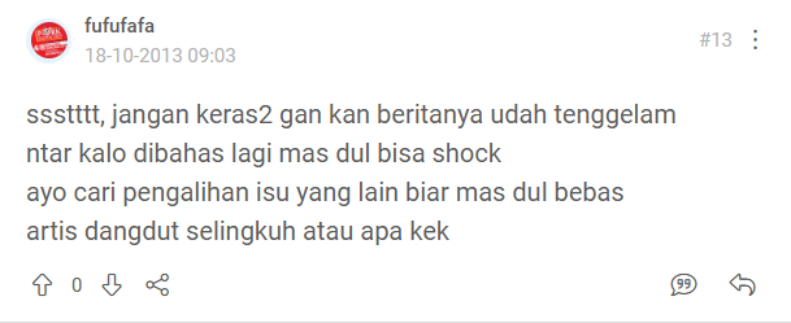 fufufafa
18-10-2013 09:03
#13
ssstttt, jangan keras2 gan kan beritanya udah tenggelam
ntar kalo dibahas lagi mas dul bisa shock
ayo cari pengalihan isu yang lain biar mas dul bebas
artis dangdut selingkuh atau apa kek
0
99